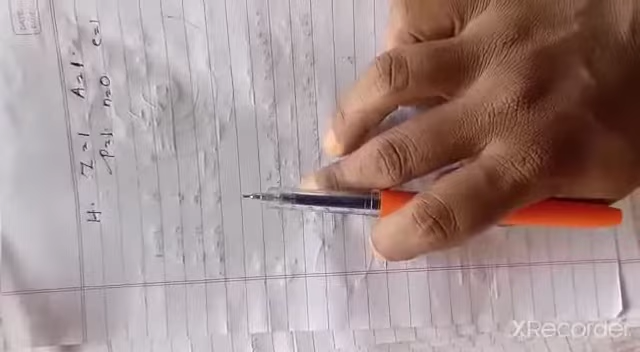 H. Z=1 A=1.
P=1 n=0 e=1
XRecorder